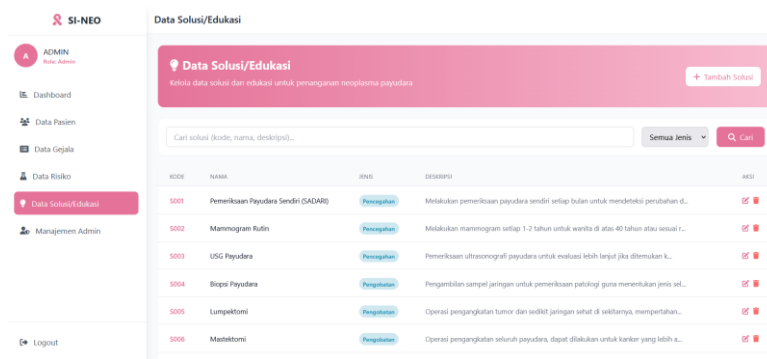 SI-NEO
Data Solusi/Edukasi
A
ADMIN
Role: Admin
Dashboard
Data Pasien
Data Gejala
Data Risiko
Data Solusi/Edukasi
Manajemen Admin
Logout
Data Solusi/Edukasi
Kelola data solusi dan edukasi untuk penanganan neoplasma payudara
+ Tambah Solusi
Cari solusi (kode, nama, deskripsi)...
Semua Jenis
Cari
KODE NAMA JENIS DESKRIPSI AKSI
S001 Pemeriksaan Payudara Sendiri (SADARI) Pencegahan Melakukan pemeriksaan payudara sendiri setiap bulan untuk mendeteksi perubahan d...
S002 Mammogram Rutin Pencegahan Melakukan mammogram setiap 1-2 tahun untuk wanita di atas 40 tahun atau sesuai r...
S003 USG Payudara Pencegahan Pemeriksaan ultrasonografi payudara untuk evaluasi lebih lanjut jika ditemukan k...
S004 Biopsi Payudara Pengobatan Pengambilan sampel jaringan untuk pemeriksaan patologi guna menentukan jenis sel...
S005 Lumpektomi Pengobatan Operasi pengangkatan tumor dan sedikit jaringan sehat di sekitarnya, mempertahan...
S006 Mastektomi Pengobatan Operasi pengangkatan seluruh payudara, dapat dilakukan untuk kanker yang lebih a...